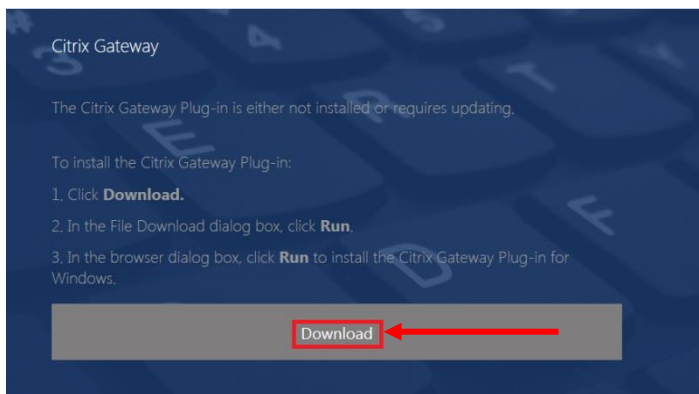 Citrix Gateway
The Citrix Gateway Plug-in is either not installed or requires updating.
To install the Citrix Gateway Plug-in:
1. Click Download.
2. In the File Download dialog box, click Run.
3. In the browser dialog box, click Run to install the Citrix Gateway Plug-in for
Windows.
Download